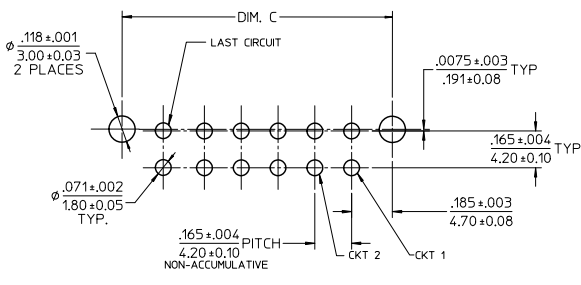 DIM. C
LAST CIRCUIT
ø .118±.001
3.00±0.03
2 PLACES
.0075±.003 TYP
.191±0.08
.165±.004 TYP
4.20±0.10
ø .071±.002
1.80±0.05
TYP.
.185±.003
4.70±0.08
.165±.004 PITCH
4.20±0.10
NON-ACCUMULATIVE
CKT 2
CKT 1